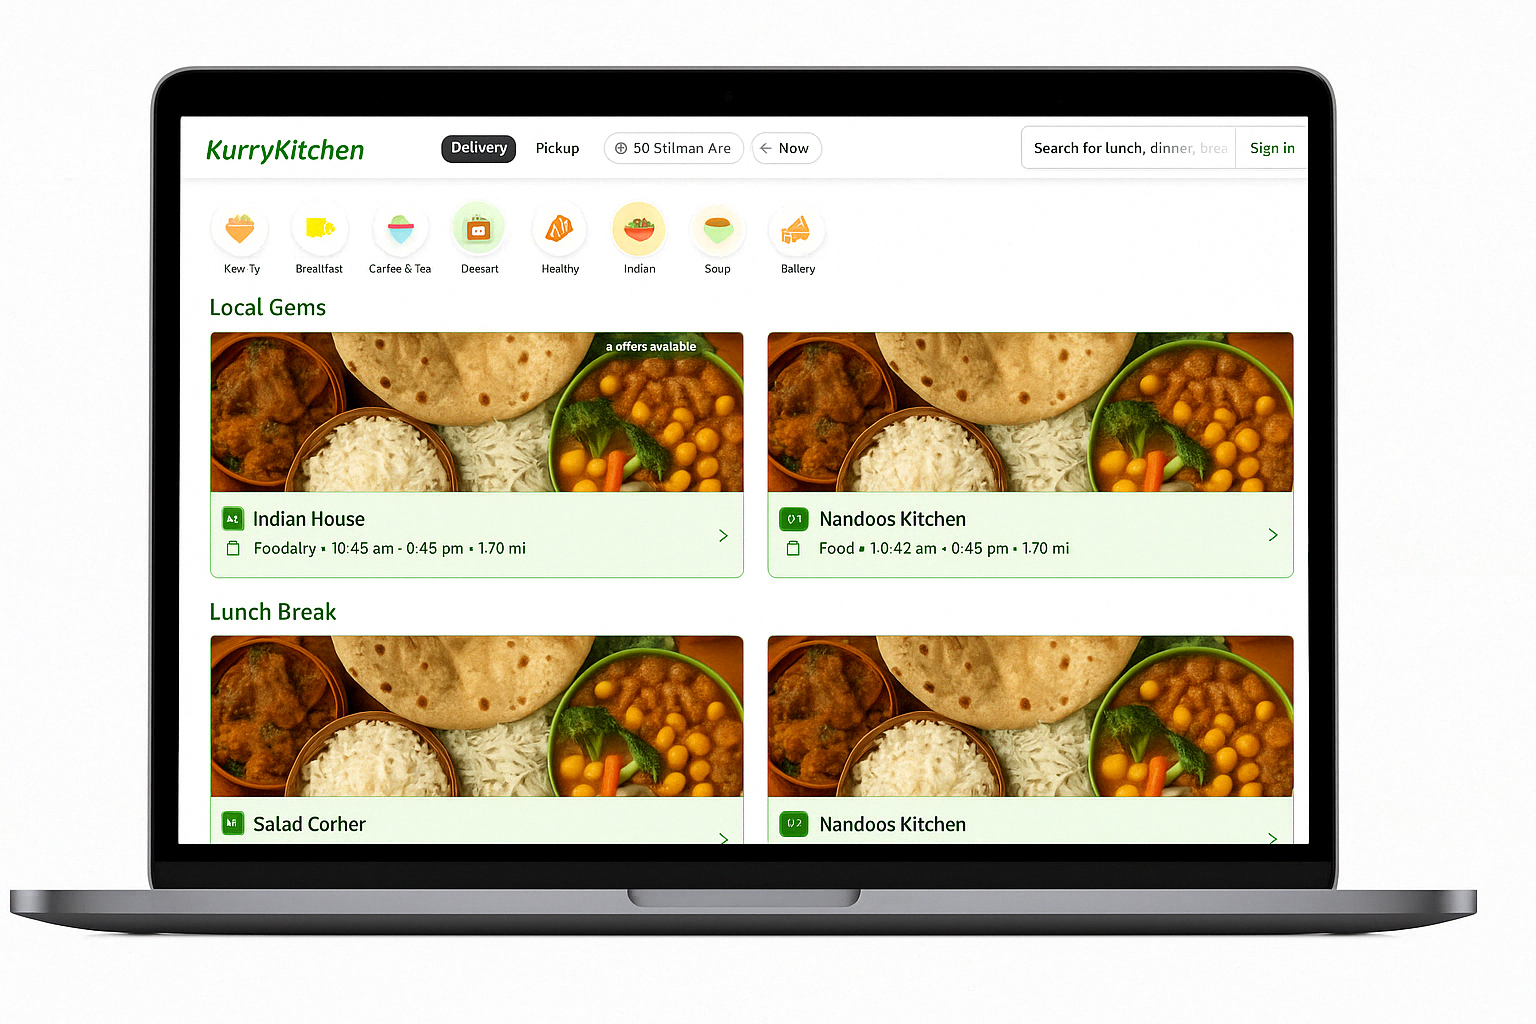 KurryKitchen Delivery Pickup 50 Stilman Are Now Search for lunch, dinner, brea Sign in
Kew Ty Brealtfast Carfee & Tea Deesart Healthy Indian Soup Ballery
Local Gems
a offers avalable
Indian House
Foodalry • 10:45 am - 0:45 pm • 1.70 mi
Nandoos Kitchen
Food • 1.0:42 am • 0:45 pm • 1.70 mi
Lunch Break
Salad Corher
Nandoos Kitchen